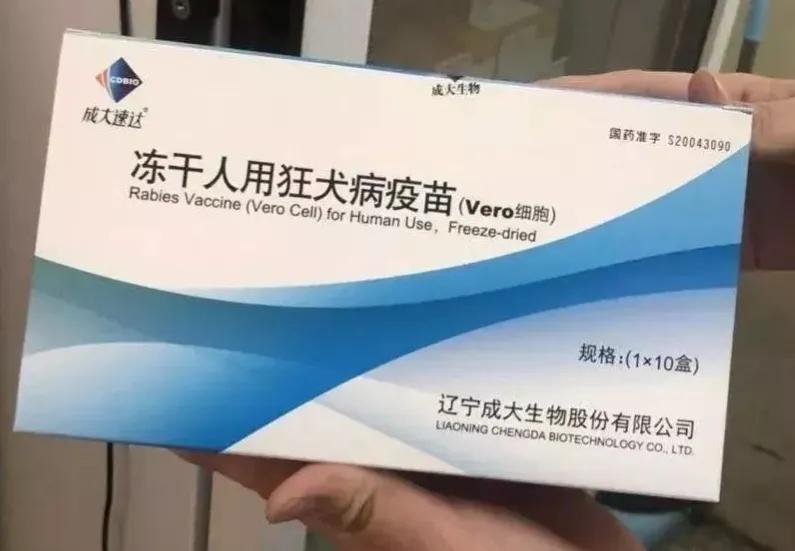 CDBIO
成大速达®
成大生物
国药准字 S20043090
冻干人用狂犬病疫苗(Vero细胞)
Rabies Vaccine (Vero Cell) for Human Use, Freeze-dried
规格:(1×10盒)
辽宁成大生物股份有限公司
LIAONING CHENGDA BIOTECHNOLOGY CO., LTD.